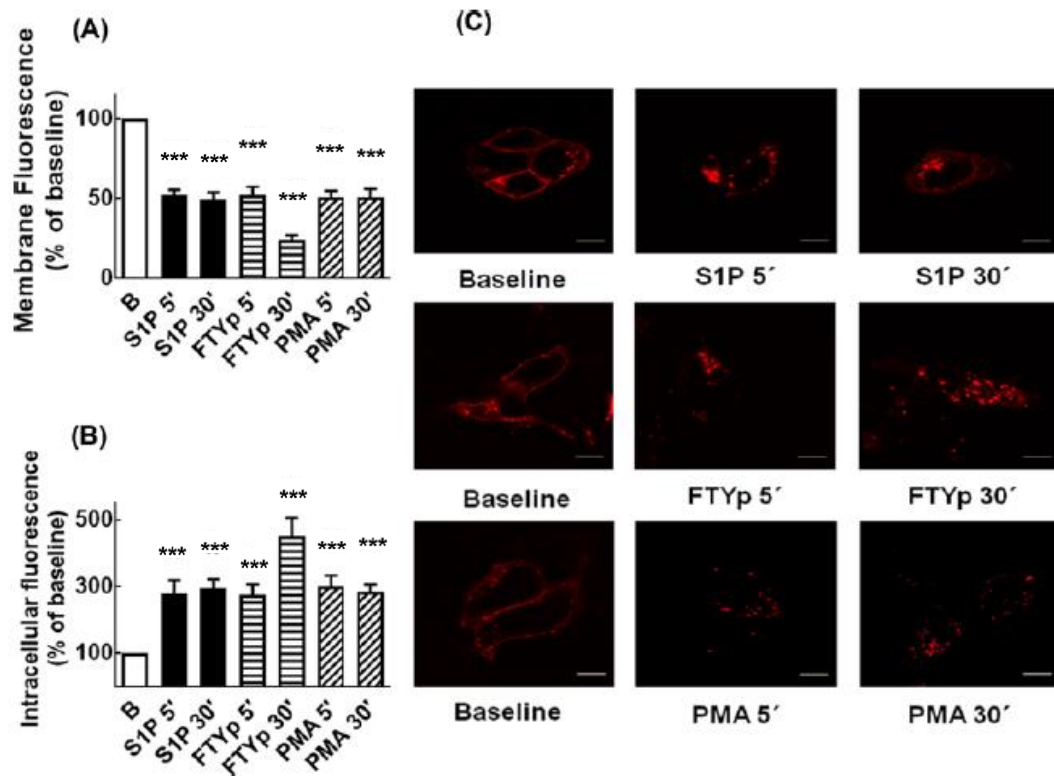 (A)
Membrane Fluorescence
(% of baseline)
100
50
0
***
***
***
***
***
***
B
S1P 5'
S1P 30'
FTYp 5'
FTYp 30'
PMA 5'
PMA 30'
(B)
Intracellular fluorescence
(% of baseline)
500
300
100
***
***
***
***
***
***
B
S1P 5'
S1P 30'
FTYp 5'
FTYp 30'
PMA 5'
PMA 30'
(C)
Baseline
S1P 5´
S1P 30´
Baseline
FTYp 5´
FTYp 30´
Baseline
PMA 5´
PMA 30´